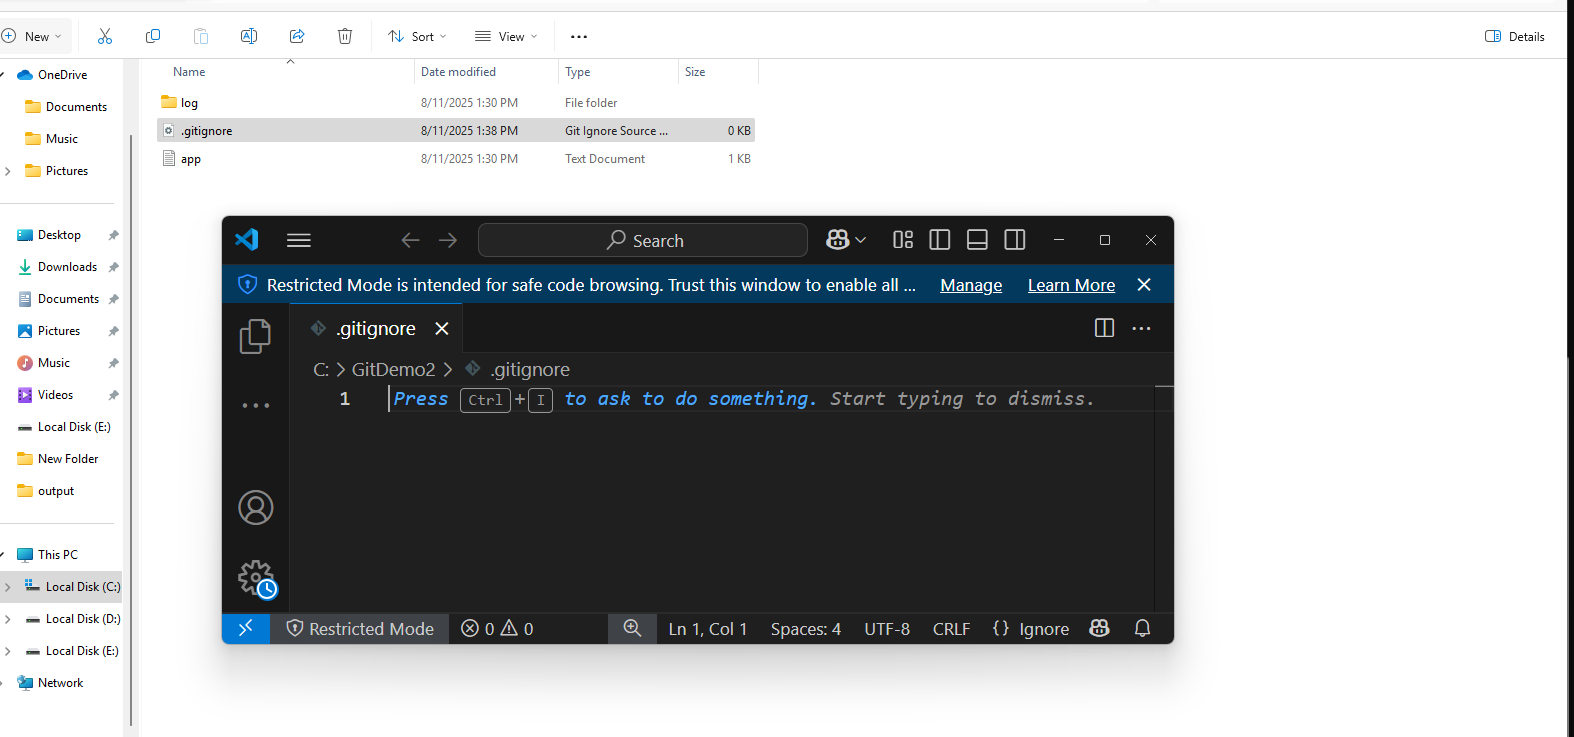 New
Sort
View
Details
OneDrive
Documents
Music
Pictures
Desktop
Downloads
Documents
Pictures
Music
Videos
Local Disk (E:)
New Folder
output
This PC
Local Disk (C:)
Local Disk (D:)
Local Disk (E:)
Network
Name Date modified Type Size
log 8/11/2025 1:30 PM File folder
.gitignore 8/11/2025 1:38 PM Git Ignore Source ... 0 KB
app 8/11/2025 1:30 PM Text Document 1 KB
Search
Restricted Mode is intended for safe code browsing. Trust this window to enable all ... Manage Learn More
.gitignore
C: > GitDemo2 > .gitignore
1 Press Ctrl+I to ask to do something. Start typing to dismiss.
Restricted Mode 0 0 Ln 1, Col 1 Spaces: 4 UTF-8 CRLF {} Ignore